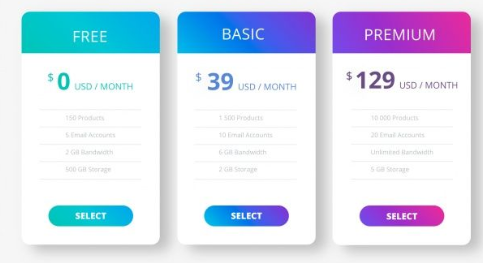 FREE
$ 0 USD / MONTH
150 Products
5 Email Accounts
2 GB Bandwidth
500 GB Storage
SELECT
BASIC
$ 39 USD / MONTH
1 500 Products
10 Email Accounts
6 GB Bandwidth
2 GB Storage
SELECT
PREMIUM
$ 129 USD / MONTH
10 000 Products
20 Email Accounts
Unlimited Bandwidth
5 GB Storage
SELECT